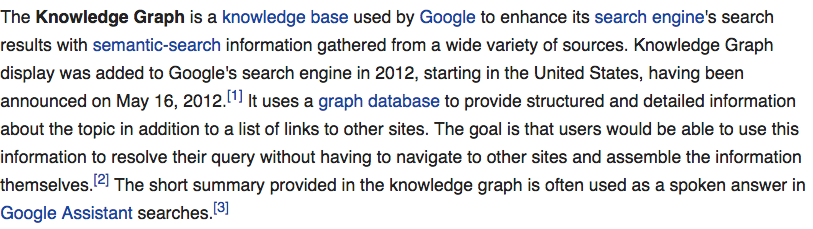 The Knowledge Graph is a knowledge base used by Google to enhance its search engine's search
results with semantic-search information gathered from a wide variety of sources. Knowledge Graph
display was added to Google's search engine in 2012, starting in the United States, having been
announced on May 16, 2012.[1] It uses a graph database to provide structured and detailed information
about the topic in addition to a list of links to other sites. The goal is that users would be able to use this
information to resolve their query without having to navigate to other sites and assemble the information
themselves.[2] The short summary provided in the knowledge graph is often used as a spoken answer in
Google Assistant searches.[3]